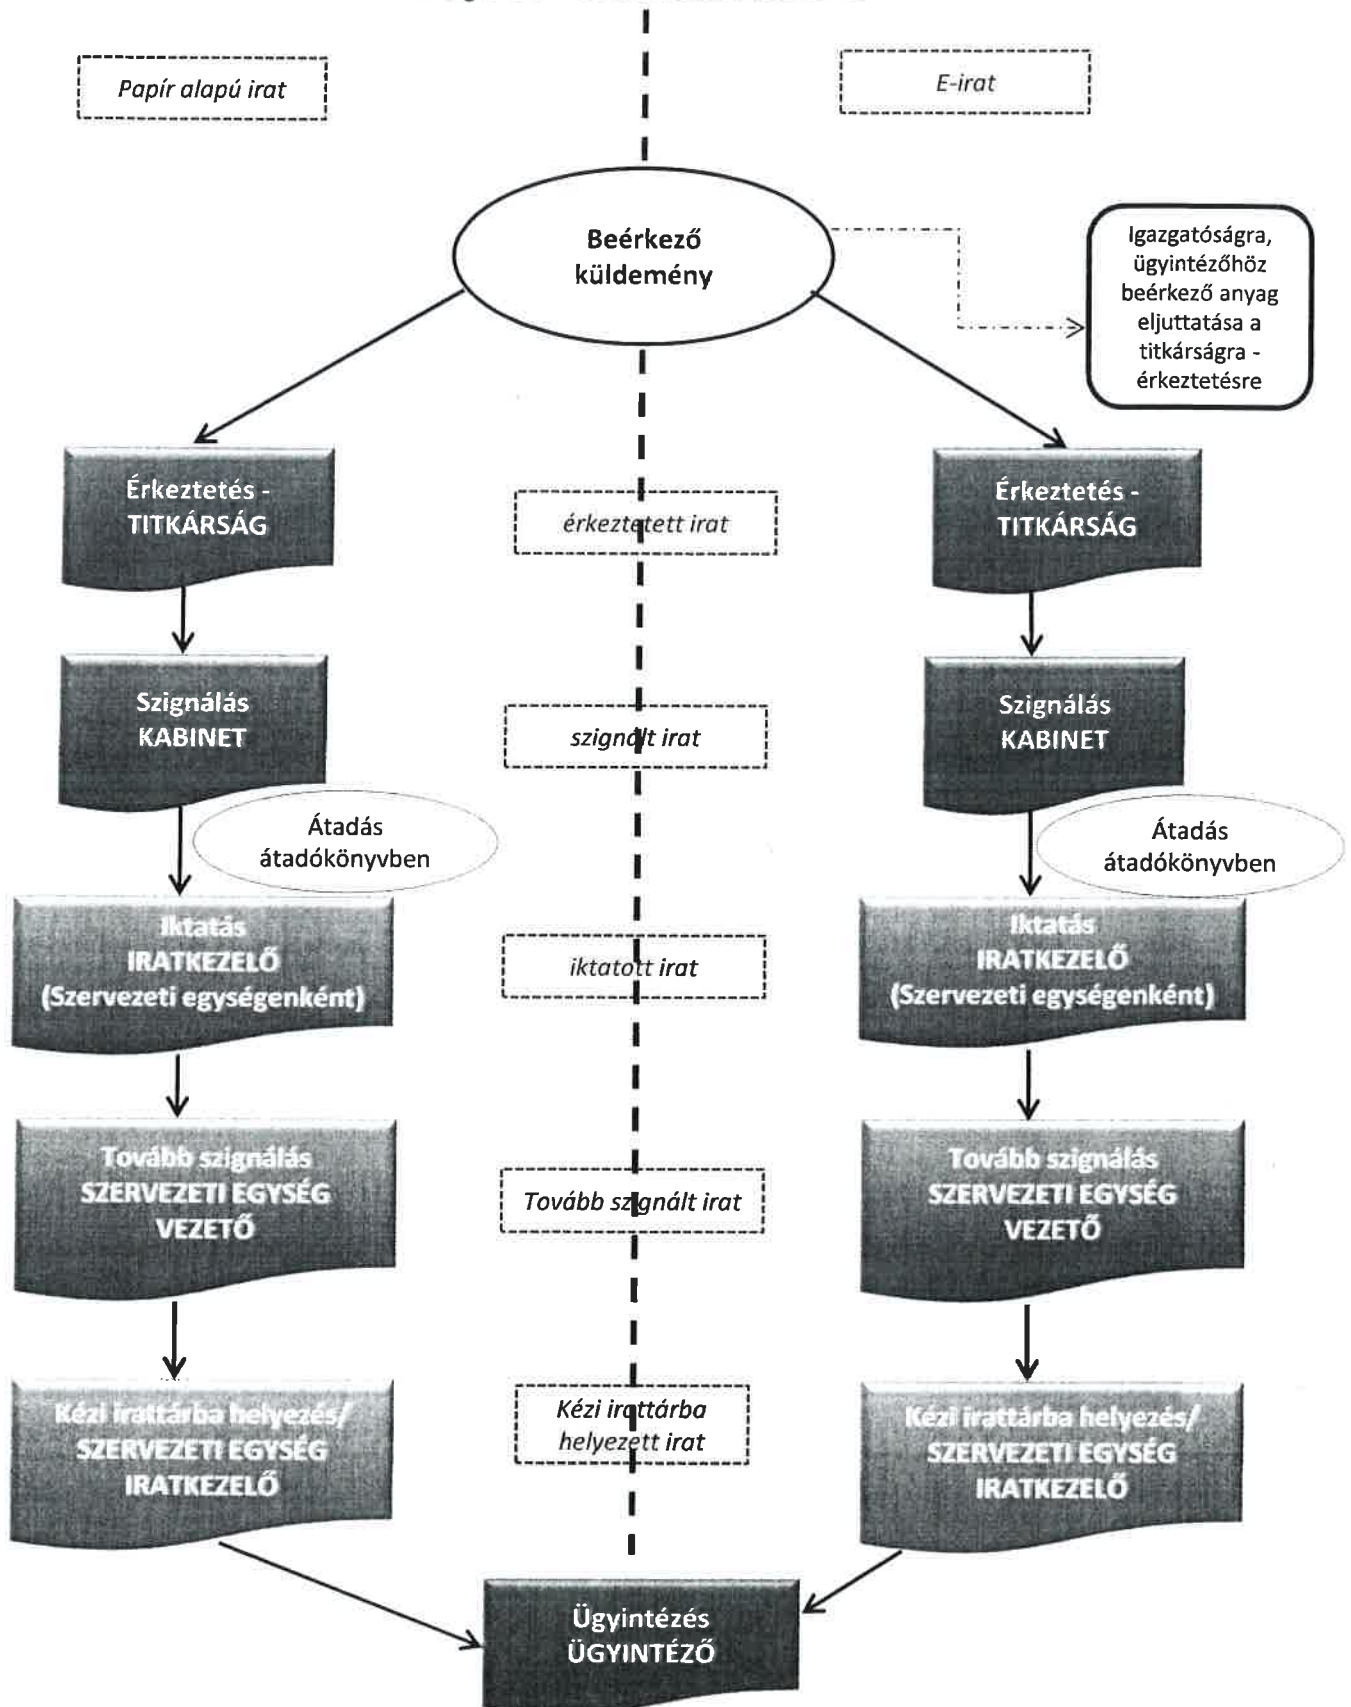 Papír alapú irat
E-irat
Beérkező
küldemény
Igazgatóságra,
ügyintézőhöz
beérkező anyag
eljuttatása a
titkárságra -
érkeztetésre
Érkeztetés -
TITKÁRSÁG
érkeztetett irat
Érkeztetés -
TITKÁRSÁG
Szignálás
KABINET
szignált irat
Szignálás
KABINET
Átadás
átadókönyvben
Átadás
átadókönyvben
Iktatás
IRATKEZELŐ
(Szervezeti egységenként)
iktatott irat
Iktatás
IRATKEZELŐ
(Szervezeti egységenként)
Tovább szignálás
SZERVEZETI EGYSÉG
VEZETŐ
Tovább szignált irat
Tovább szignálás
SZERVEZETI EGYSÉG
VEZETŐ
Kézi irattárba helyezés/
SZERVEZETI EGYSÉG
IRATKEZELŐ
Kézi irattárba
helyezett irat
Kézi irattárba helyezés/
SZERVEZETI EGYSÉG
IRATKEZELŐ
Ügyintézés
ÜGYINTÉZŐ